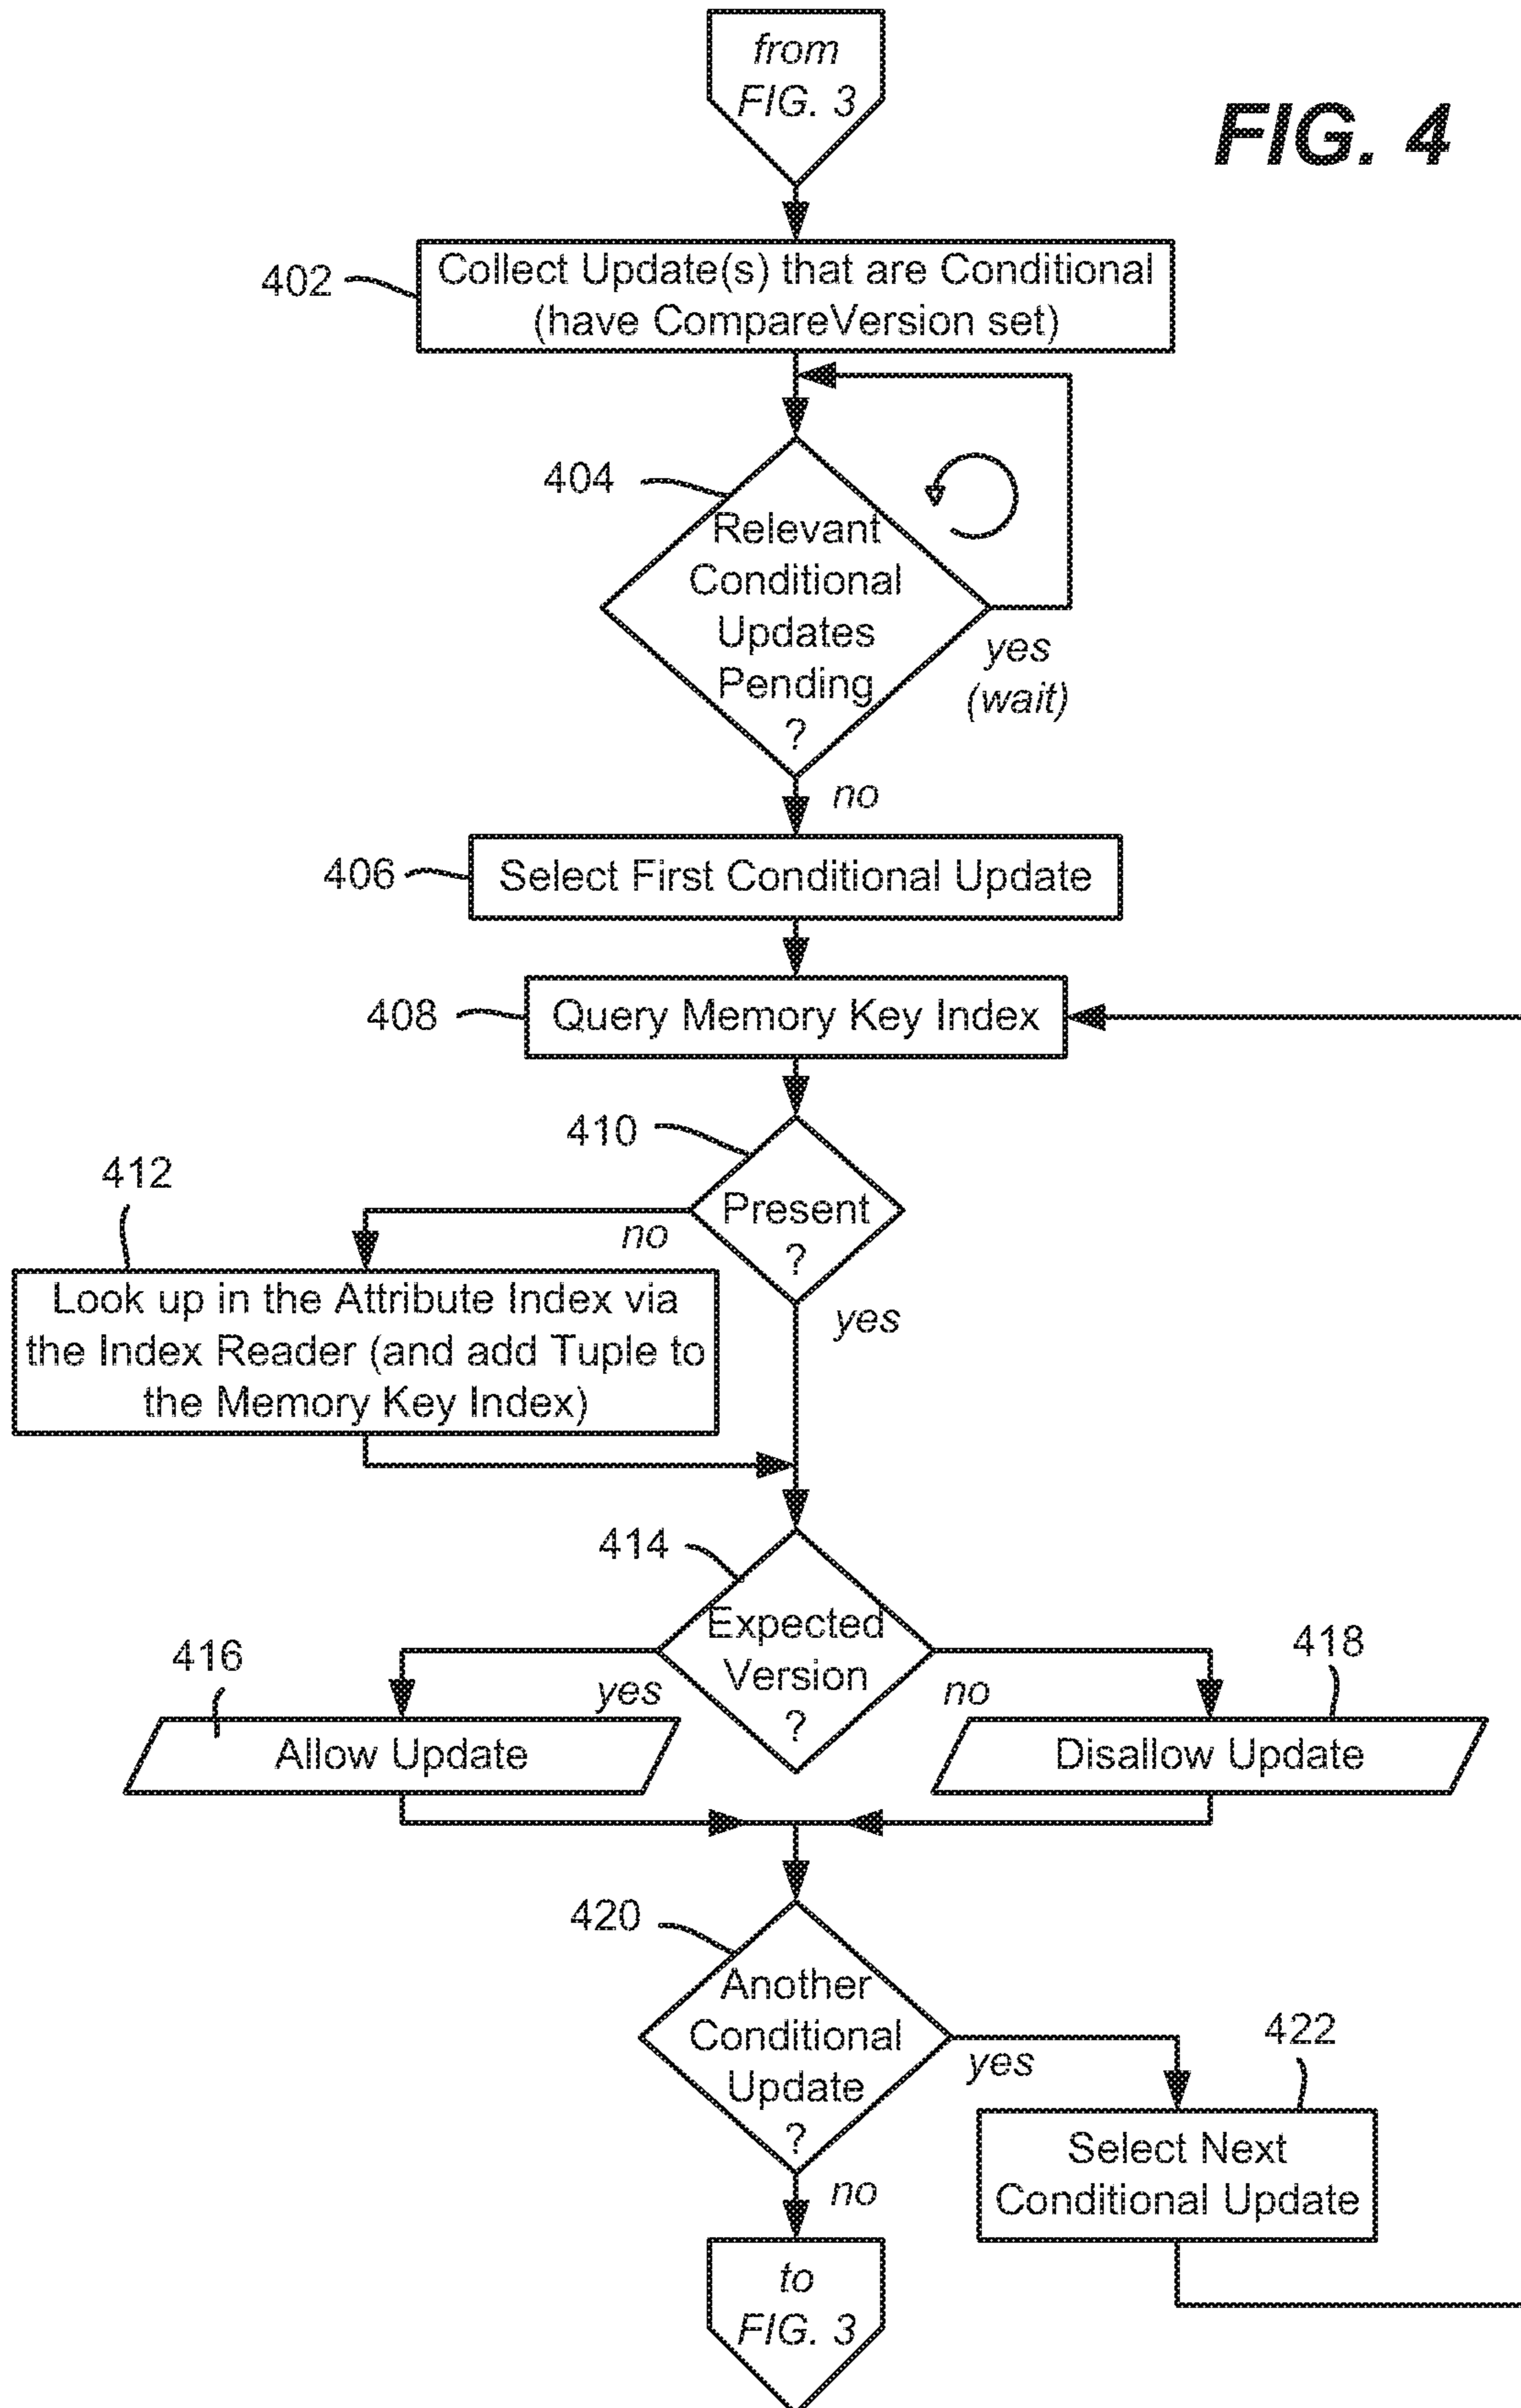 from
FIG. 3
FIG. 4
402
Collect Update(s) that are Conditional
(have CompareVersion set)
404
Relevant
Conditional
Updates
Pending
?
yes
(wait)
no
406
Select First Conditional Update
408
Query Memory Key Index
410
Present
?
no
yes
412
Look up in the Attribute Index via
the Index Reader (and add Tuple to
the Memory Key Index)
414
Expected
Version
?
yes
no
416
Allow Update
418
Disallow Update
420
Another
Conditional
Update
?
yes
no
422
Select Next
Conditional Update
to
FIG. 3